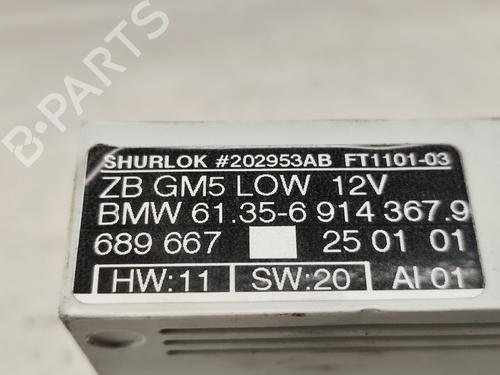 B-PARTS
SHURLOK #202953AB FT1101-03
ZB GM5 LOW 12V
BMW 61.35-6 914 367.9
689 667 25 01 01
HW:11 SW:20 AI 01